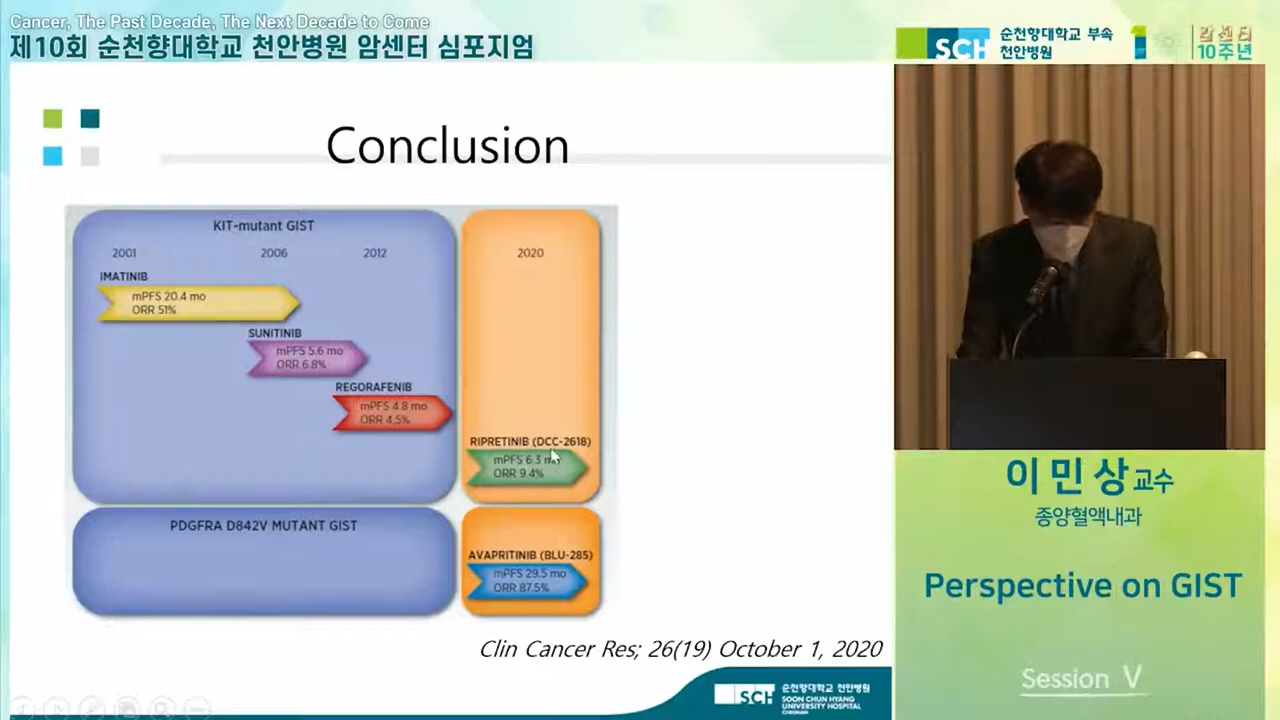 Cancer, The Past Decade, The Next Decade to Come
제10회 순천향대학교 천안병원 암센터 심포지엄
SCH
순천향대학교 부속
천안병원
암센터
10주년
Conclusion
KIT-mutant GIST
2001
2006
2012
2020
IMATINIB
mPFS 20.4 mo
ORR 51%
SUNITINIB
mPFS 5.6 mo
ORR 6.8%
REGORAFENIB
mPFS 4.8 mo
ORR 4.5%
RIPRETINIB (DCC-2618)
mPFS 6.3
ORR 9.4%
PDGFRA D842V MUTANT GIST
AVAPRITINIB (BLU-285)
mPFS 29.5 mo
ORR 87.5%
Clin Cancer Res; 26(19) October 1, 2020
SCH
순천향대학교 천안병원
SOON CHUN HYANG
UNIVERSITY HOSPITAL
CHEONAN
이민상교수
종양혈액내과
Perspective on GIST
Session V